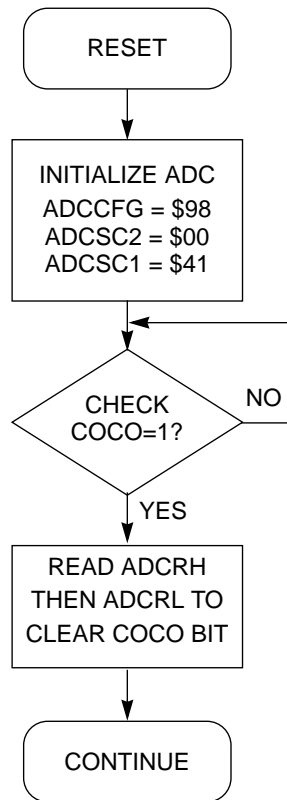 RESET
INITIALIZE ADC
ADCCFG = $98
ADCSC2 = $00
ADCSC1 = $41
CHECK
COCO=1?
NO
YES
READ ADCRH
THEN ADCRL TO
CLEAR COCO BIT
CONTINUE